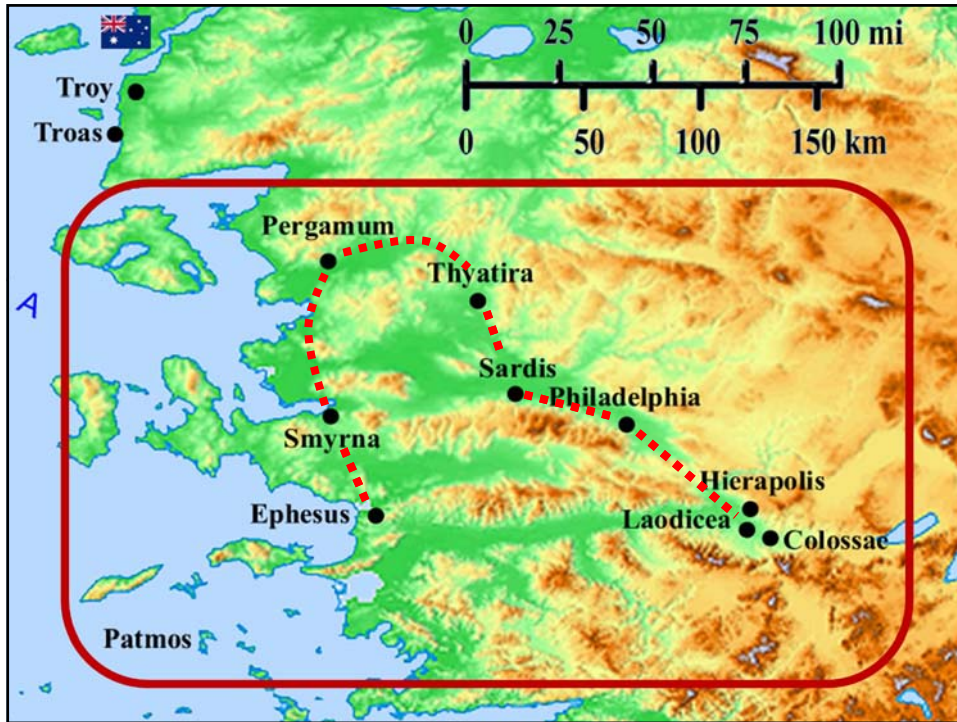 0 25 50 75 100 mi
0 50 100 150 km
Troy
Troas
Pergamum
Thyatira
A
Sardis
Philadelphia
Smyrna
Hierapolis
Ephesus
Laodicea
Colossae
Patmos